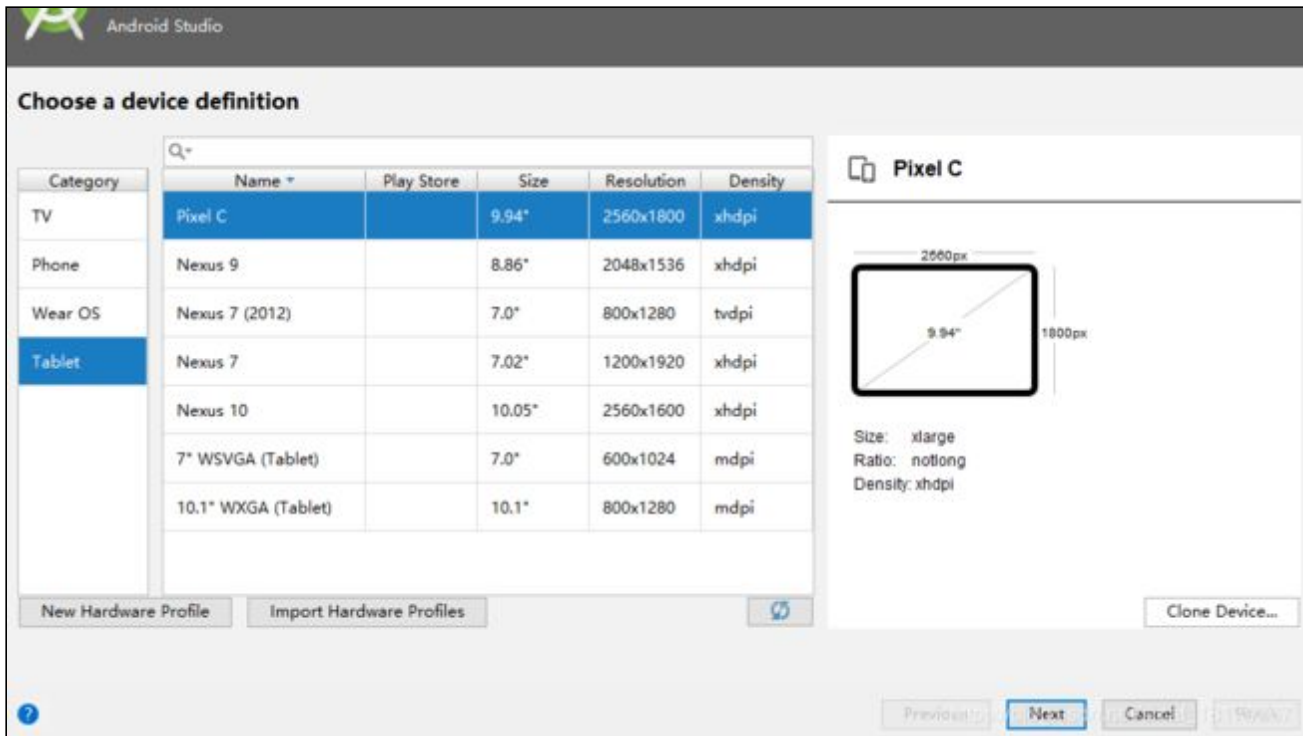 Android Studio
Choose a device definition
Category
TV
Phone
Wear OS
Tablet
Name Play Store Size Resolution Density
Pixel C 9.94" 2560x1800 xhdpi
Nexus 9 8.86" 2048x1536 xhdpi
Nexus 7 (2012) 7.0" 800x1280 tvdpi
Nexus 7 7.02" 1200x1920 xhdpi
Nexus 10 10.05" 2560x1600 xhdpi
7" WSVGA (Tablet) 7.0" 600x1024 mdpi
10.1" WXGA (Tablet) 10.1" 800x1280 mdpi
Pixel C
2560px
9.94"
1800px
Size: xlarge
Ratio: notlong
Density: xhdpi
New Hardware Profile Import Hardware Profiles Clone Device...
? Previous Next Cancel